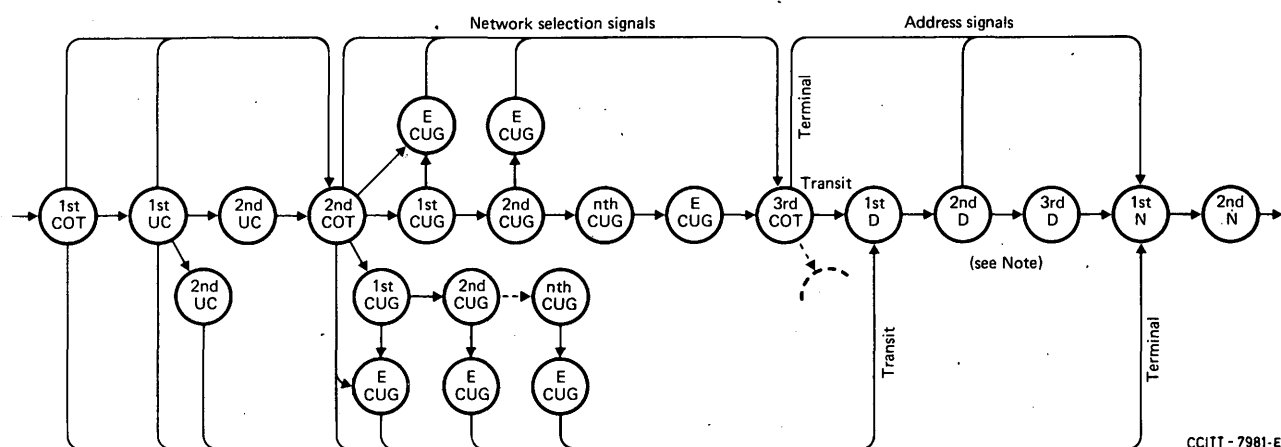 Network selection signals
Address signals
E
CUG
E
CUG
Terminal
Transit
1st
COT
1st
UC
2nd
UC
2nd
COT
1st
CUG
2nd
CUG
nth
CUG
E
CUG
3rd
COT
1st
D
2nd
D
3rd
D
1st
N
2nd
N
(see Note)
2nd
UC
1st
CUG
2nd
CUG
nth
CUG
Transit
Terminal
E
CUG
E
CUG
E
CUG
CCITT - 7981-E